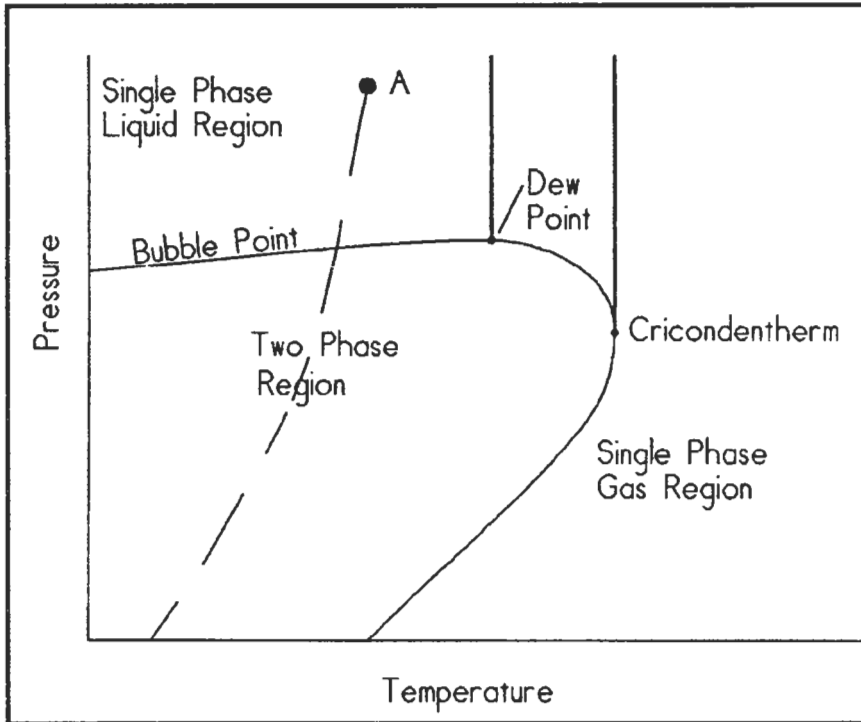 Single Phase
Liquid Region
A
Dew
Point
Bubble Point
Pressure
Cricondentherm
Two Phase
Region
Single Phase
Gas Region
Temperature